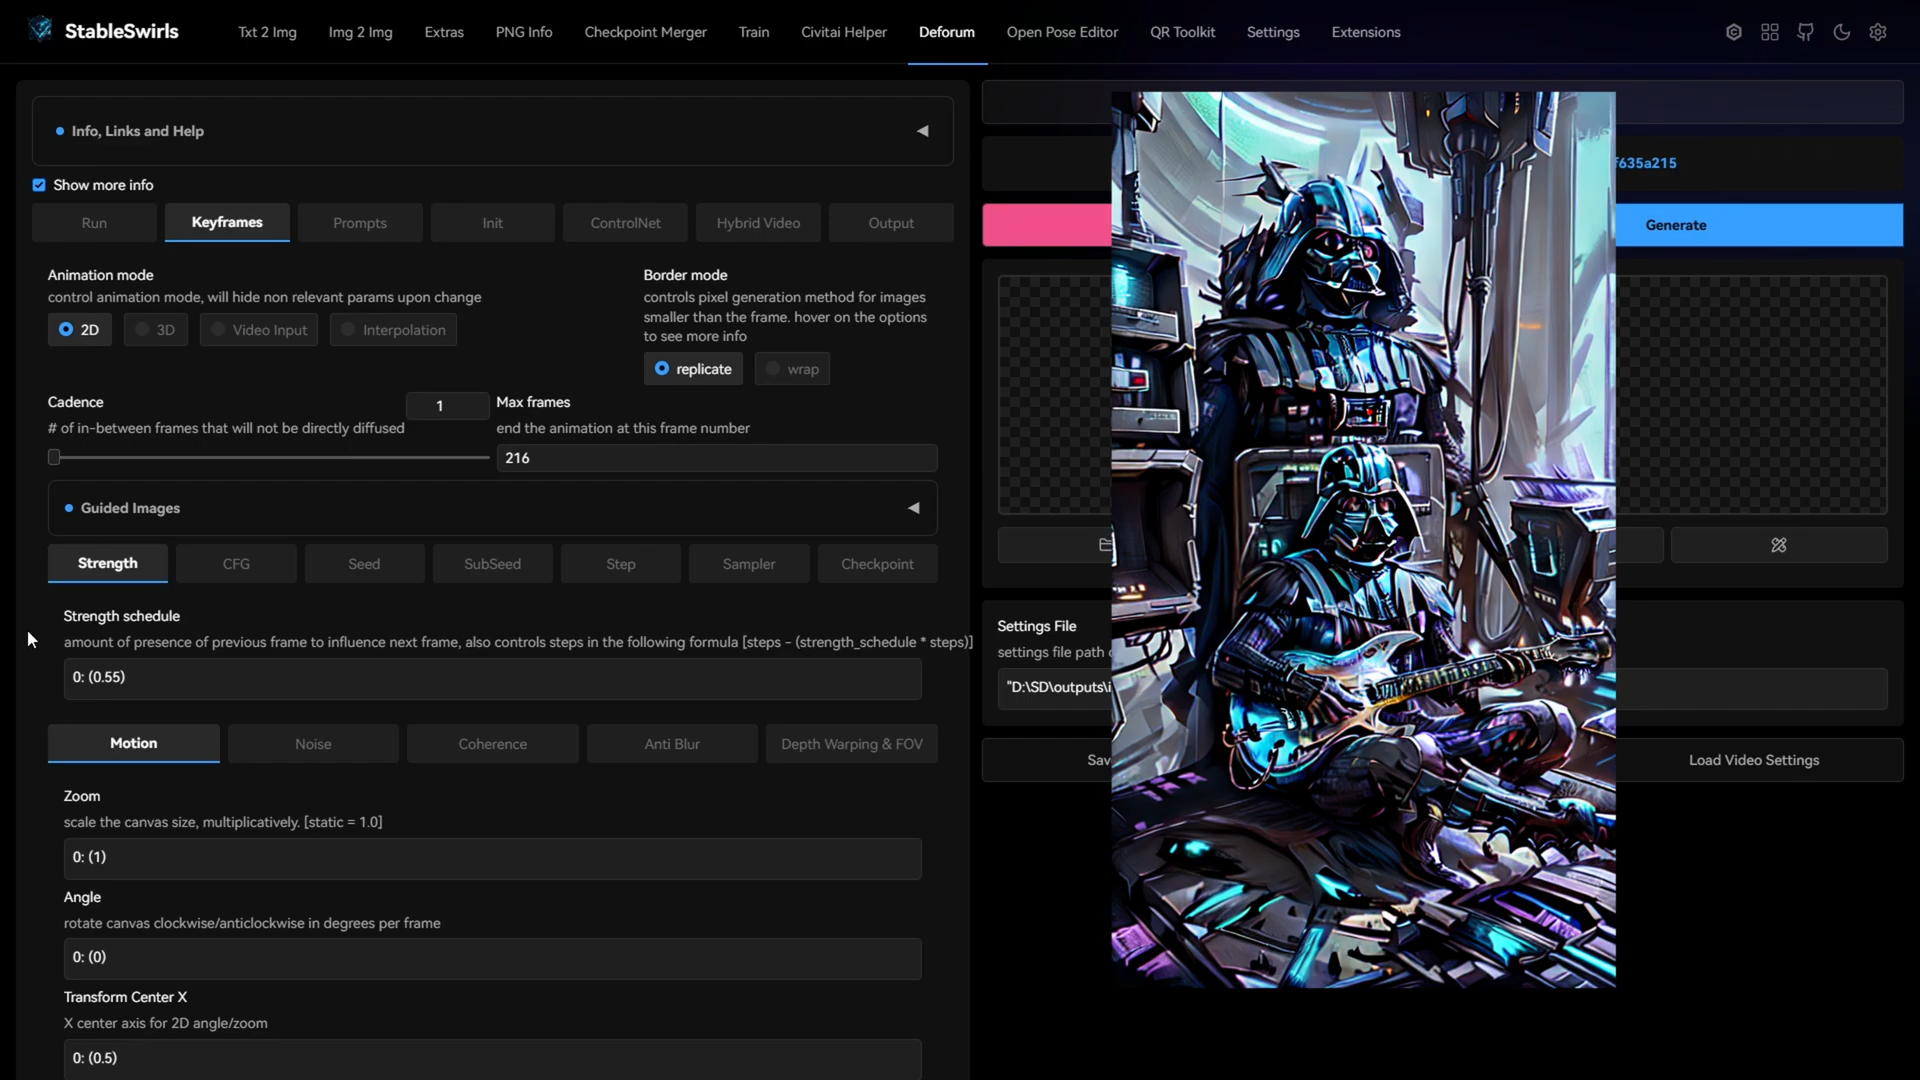 StableSwirls
Txt 2 Img
Img 2 Img
Extras
PNG Info
Checkpoint Merger
Train
Civitai Helper
Deforum
Open Pose Editor
QR Toolkit
Settings
Extensions
Info, Links and Help
Show more info
Run
Keyframes
Prompts
Init
ControlNet
Hybrid Video
Output
Animation mode
control animation mode, will hide non relevant params upon change
2D
3D
Video Input
Interpolation
Border mode
controls pixel generation method for images
smaller than the frame. hover on the options
to see more info
replicate
wrap
Cadence
1
# of in-between frames that will not be directly diffused
Max frames
end the animation at this frame number
216
Guided Images
Strength
CFG
Seed
SubSeed
Step
Sampler
Checkpoint
Strength schedule
amount of presence of previous frame to influence next frame, also controls steps in the following formula [steps - (strength_schedule * steps)]
0: (0.55)
Motion
Noise
Coherence
Anti Blur
Depth Warping & FOV
Zoom
scale the canvas size, multiplicatively. [static = 1.0]
0: (1)
Angle
rotate canvas clockwise/anticlockwise in degrees per frame
0: (0)
Transform Center X
X center axis for 2D angle/zoom
0: (0.5)
f635a215
Generate
Settings File
settings file path
"D:\SD\outputs\i
Sav
Load Video Settings